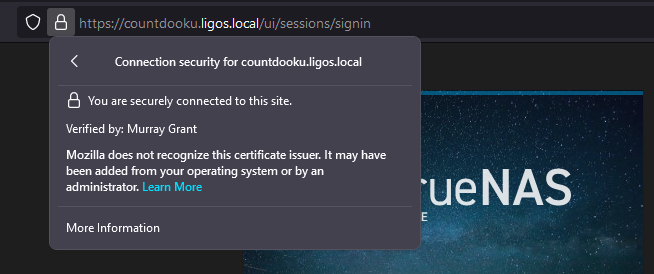 https://countdooku.ligos.local/ui/sessions/signin
Connection security for countdooku.ligos.local
You are securely connected to this site.
Verified by: Murray Grant
Mozilla does not recognize this certificate issuer. It may have
been added from your operating system or by an
administrator. Learn More
More Information
rueNAS
E